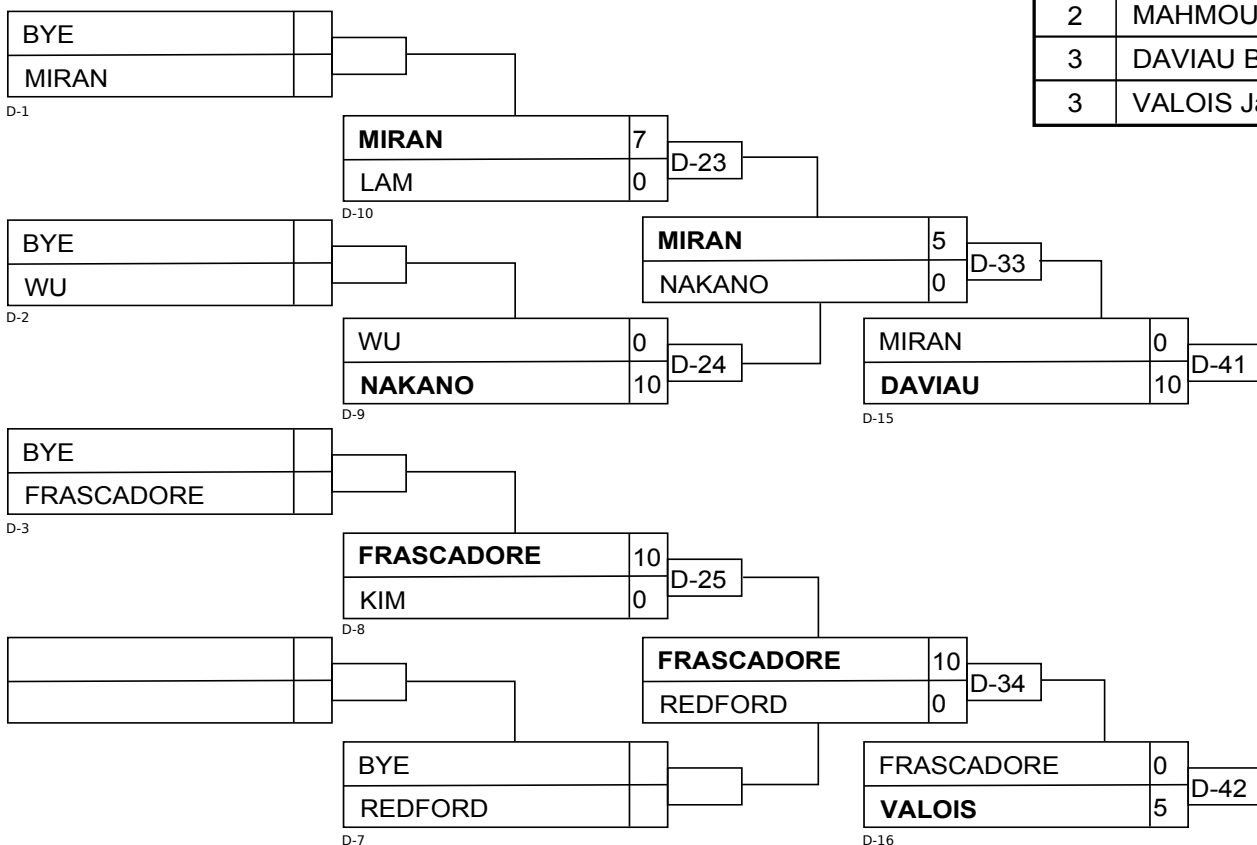 2 MAHMOU
3 DAVIAU B
3 VALOIS Ja
BYE
MIRAN
D-1
MIRAN 7
LAM 0
D-23
D-10
BYE
WU
D-2
MIRAN 5
NAKANO 0
D-33
WU 0
NAKANO 10
D-24
D-9
MIRAN 0
DAVIAU 10
D-41
D-15
BYE
FRASCADORE
D-3
FRASCADORE 10
KIM 0
D-25
D-8
FRASCADORE 10
REDFORD 0
D-34
BYE
REDFORD
D-7
FRASCADORE 0
VALOIS 5
D-42
D-16